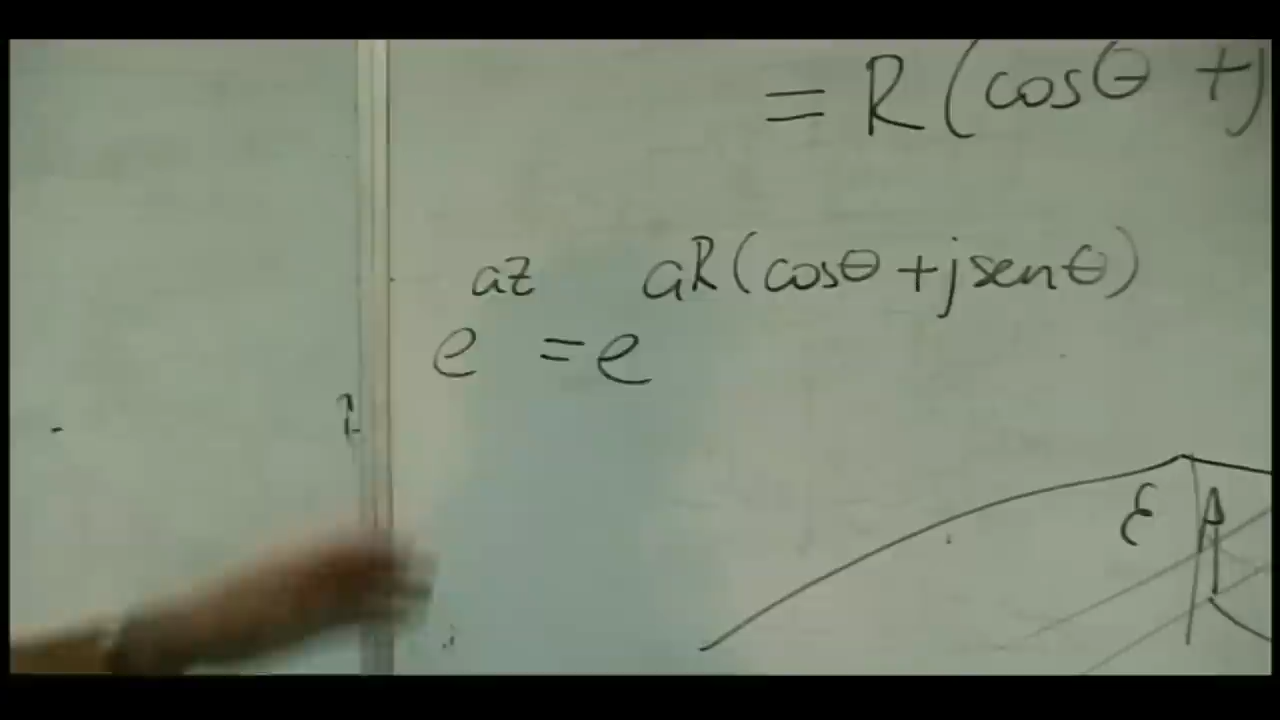 = R (cosθ + j
e^{az} = e^{aR(cosθ + jsenθ)}
ε